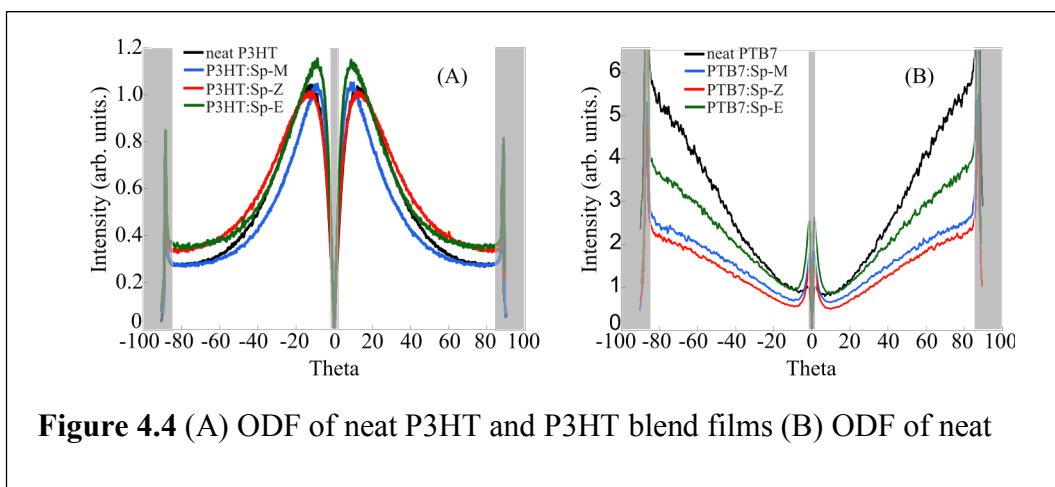 neat P3HT
P3HT:Sp-M
P3HT:Sp-Z
P3HT:Sp-E
(A)
1.2
1.0
0.8
0.6
0.4
0.2
0
Intensity (arb. units.)
-100 -80 -60 -40 -20 0 20 40 60 80 100
Theta
neat PTB7
PTB7:Sp-M
PTB7:Sp-Z
PTB7:Sp-E
(B)
6
5
4
3
2
1
0
Intensity (arb. units.)
-100 -80 -60 -40 -20 0 20 40 60 80 100
Theta
Figure 4.4 (A) ODF of neat P3HT and P3HT blend films (B) ODF of neat